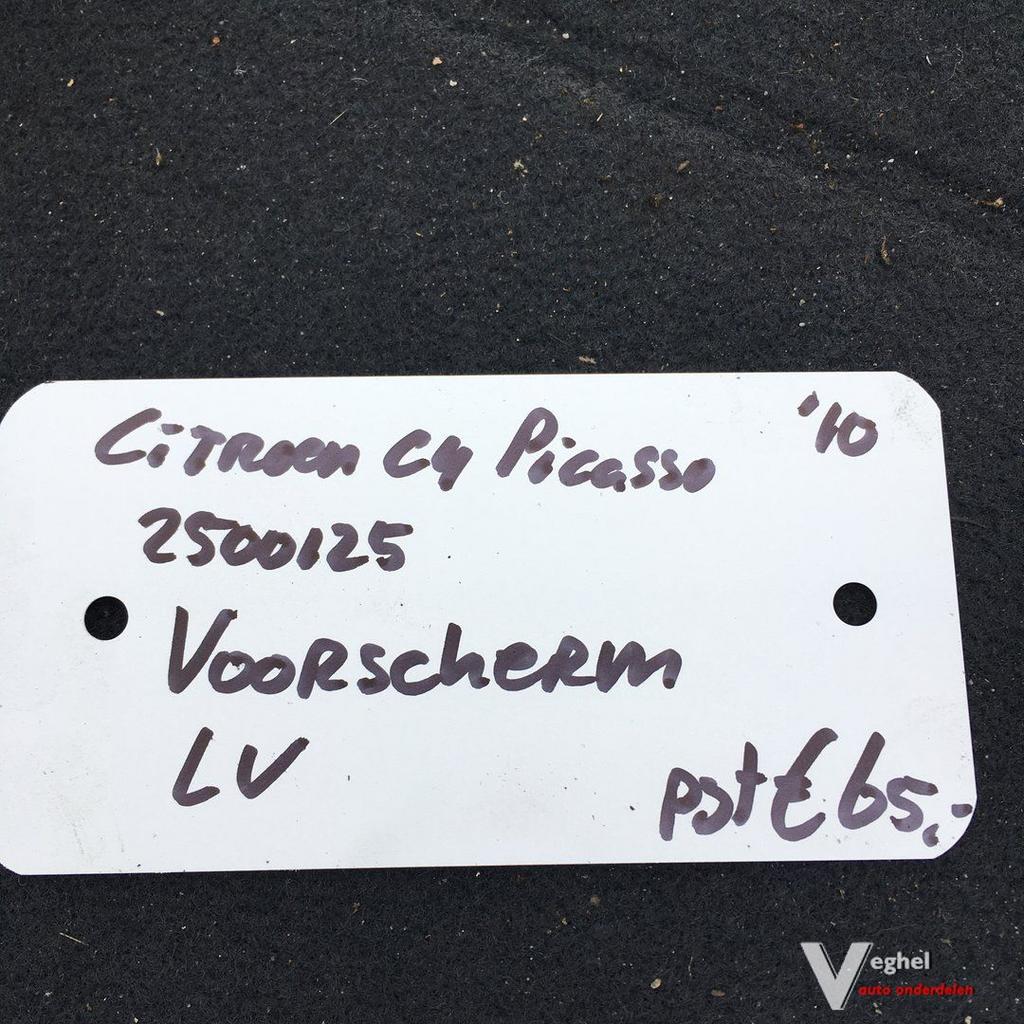 Citroen C4 Picasso '10
2500125
Voorscherm
LV
pst € 65,-
Veghel
auto onderdelen